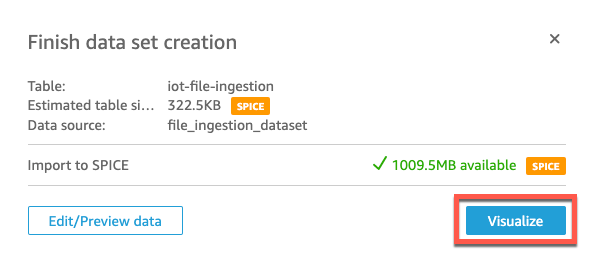 Finish data set creation
Table: iot-file-ingestion
Estimated table si... 322.5KB SPICE
Data source: file_ingestion_dataset
Import to SPICE 1009.5MB available SPICE
Edit/Preview data Visualize